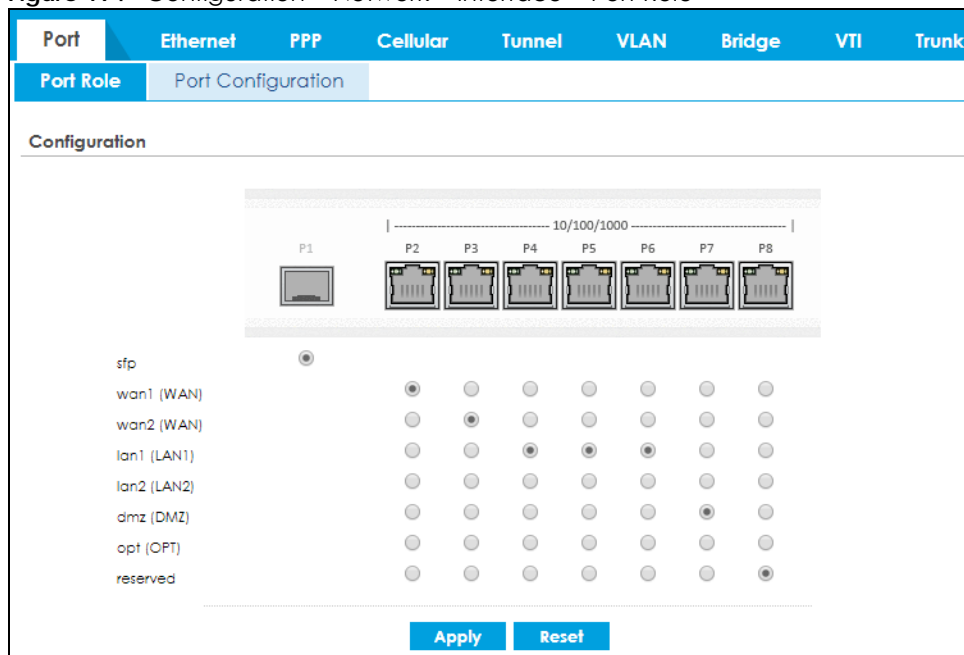 Port Ethernet PPP Cellular Tunnel VLAN Bridge VTI Trunk
Port Role Port Configuration
Configuration
10/100/1000
P1 P2 P3 P4 P5 P6 P7 P8
sfp
wan1 (WAN)
wan2 (WAN)
lan1 (LAN1)
lan2 (LAN2)
dmz (DMZ)
opt (OPT)
reserved
Apply Reset